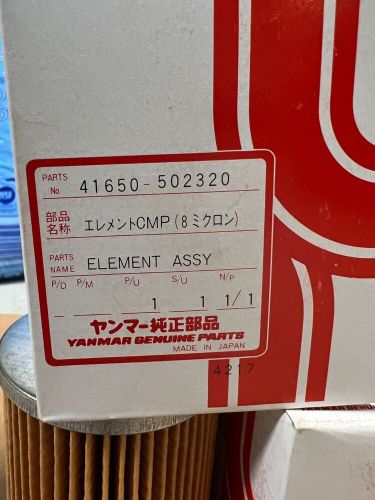 PARTS No 41650-502320
部品名称 エレメントCMP(8ミクロン)
PARTS NAME ELEMENT ASSY
P/D P/M P/U S/U N/P
1 1 1/1
ヤンマー純正部品
YANMAR GENUINE PARTS
MADE IN JAPAN
4217